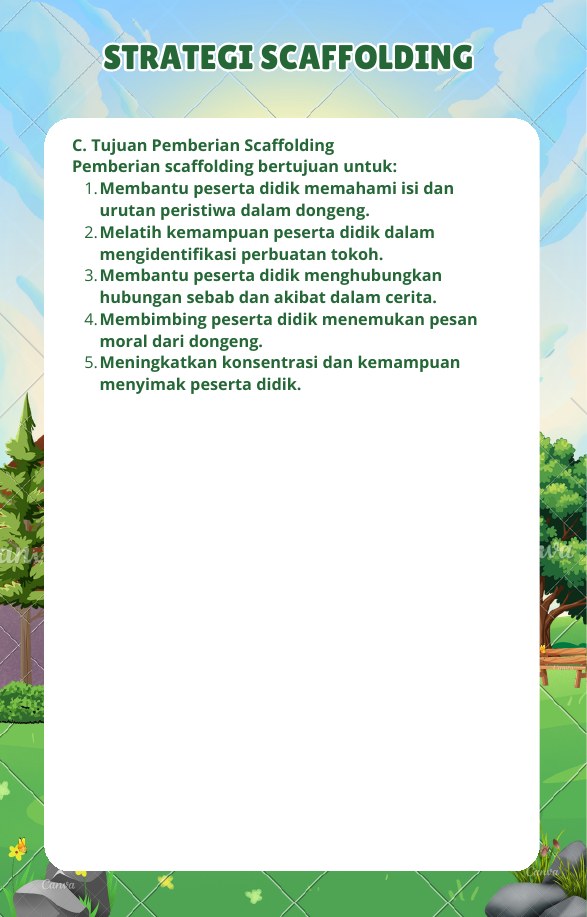 STRATEGI SCAFFOLDING
C. Tujuan Pemberian Scaffolding
Pemberian scaffolding bertujuan untuk:
1. Membantu peserta didik memahami isi dan
urutan peristiwa dalam dongeng.
2. Melatih kemampuan peserta didik dalam
mengidentifikasi perbuatan tokoh.
3. Membantu peserta didik menghubungkan
hubungan sebab dan akibat dalam cerita.
4. Membimbing peserta didik menemukan pesan
moral dari dongeng.
5. Meningkatkan konsentrasi dan kemampuan
menyimak peserta didik.
Canva
Canva